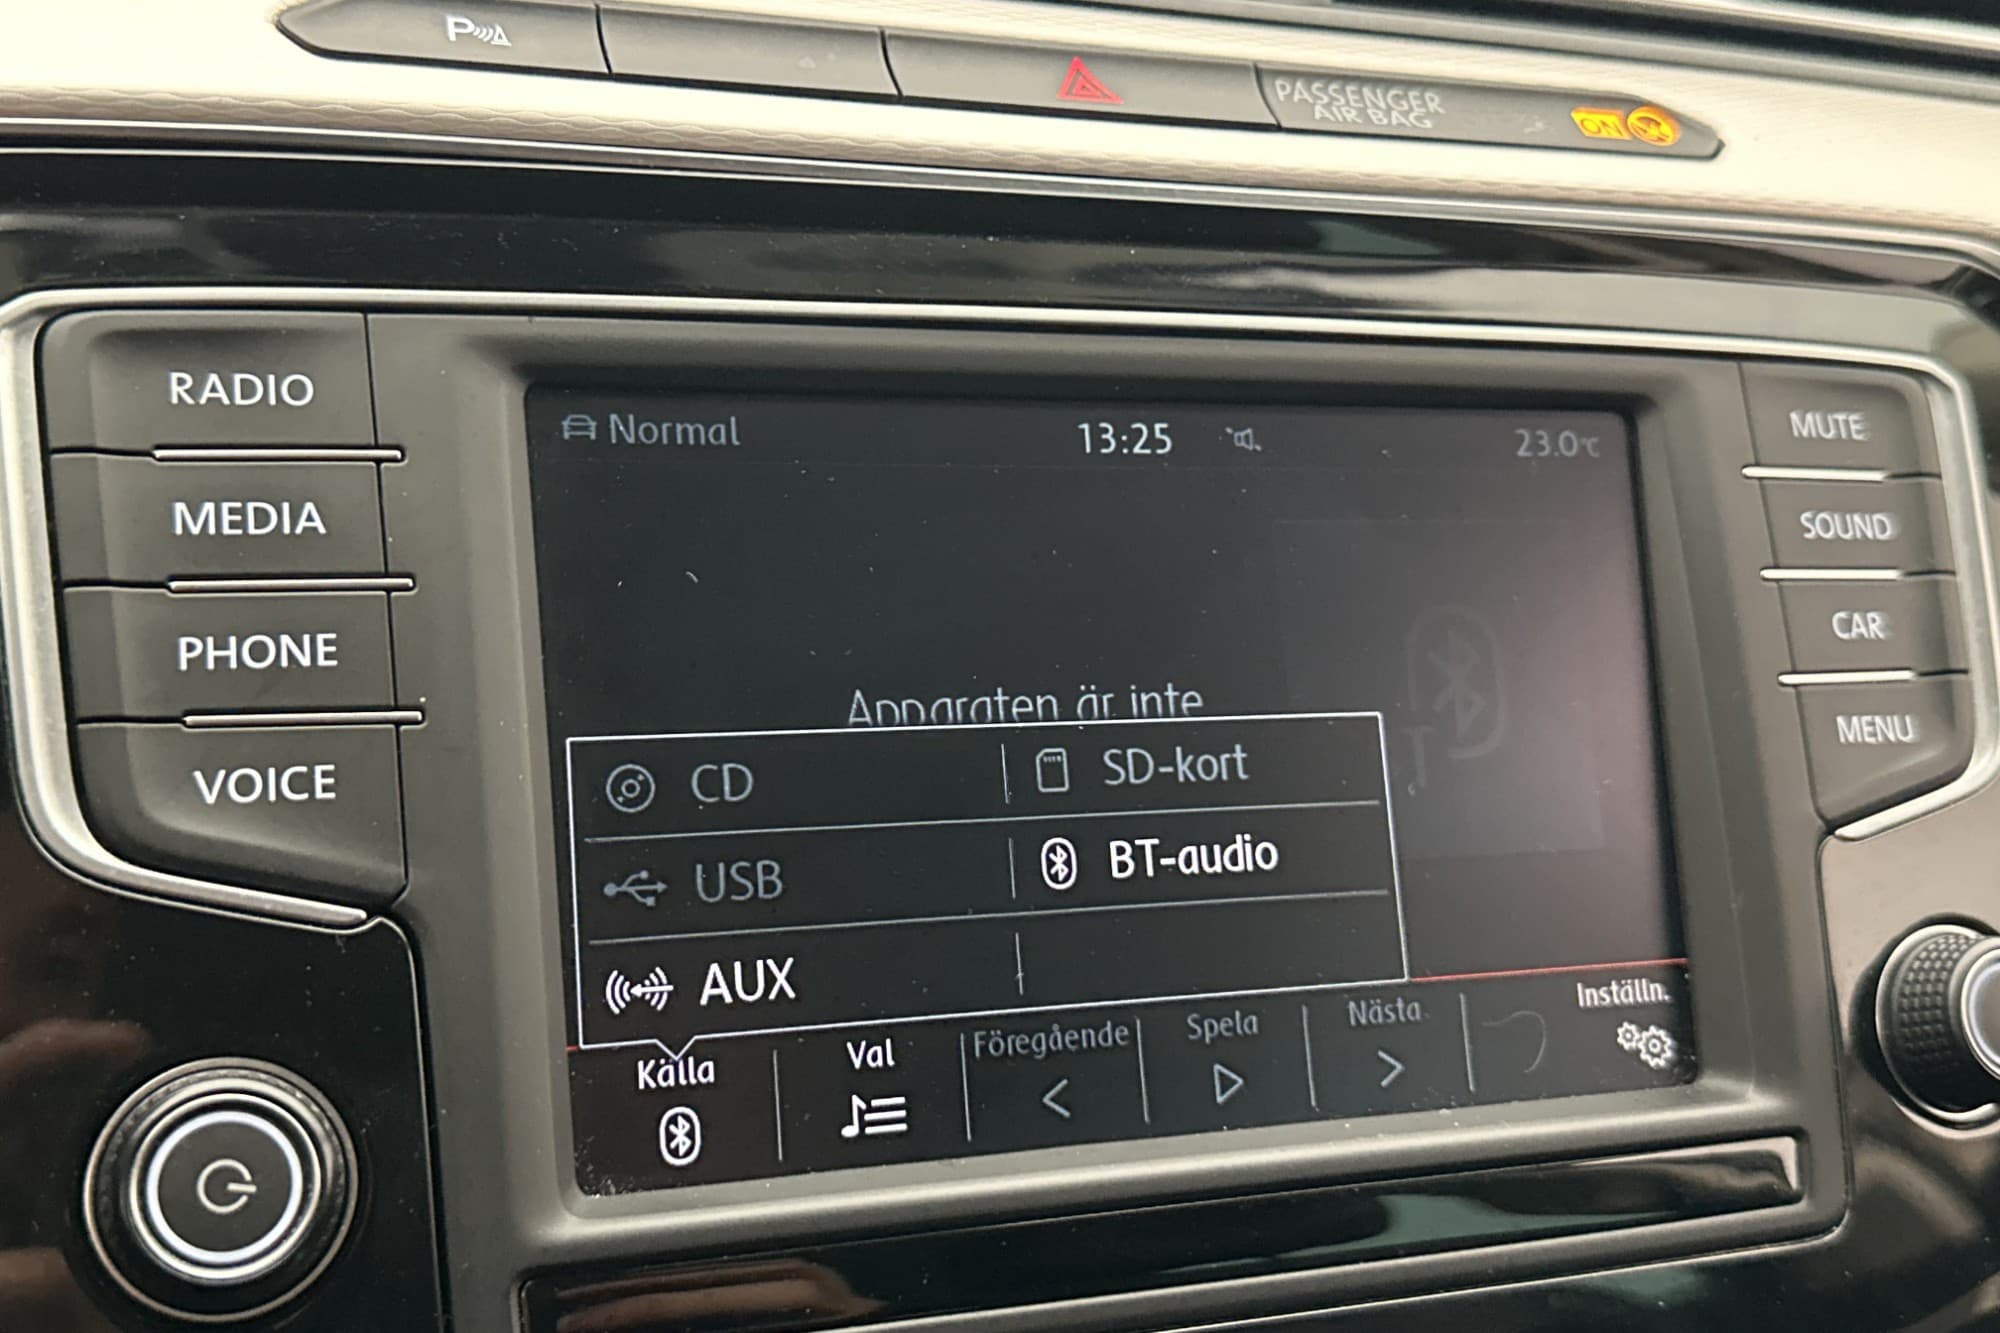 P
PASSENGER
AIR BAG
ON
RADIO
MEDIA
PHONE
VOICE
Normal
13:25
23.0°C
Apparaten är inte
CD
SD-kort
USB
BT-audio
AUX
Källa
Val
Föregående
Spela
Nästa
Inställn.
MUTE
SOUND
CAR
MENU